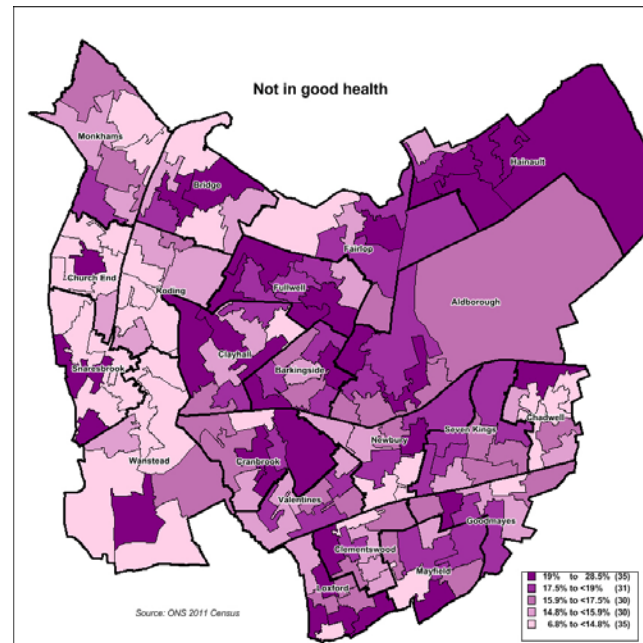 Not in good health
Monkhams
Hainault
Bridge
Fairlop
Church End
Roding
Fullwell
Aldborough
Clayhall
Barkingside
Snaresbrook
Chadwell
Newbury
Seven Kings
Wanstead
Cranbrook
Valentines
Goodmayes
Clementswood
Mayfield
Loxford
19% to 28.5% (35)
17.5% to <19% (31)
15.9% to <17.5% (30)
14.8% to <15.9% (30)
6.8% to <14.8% (35)
Source: ONS 2011 Census